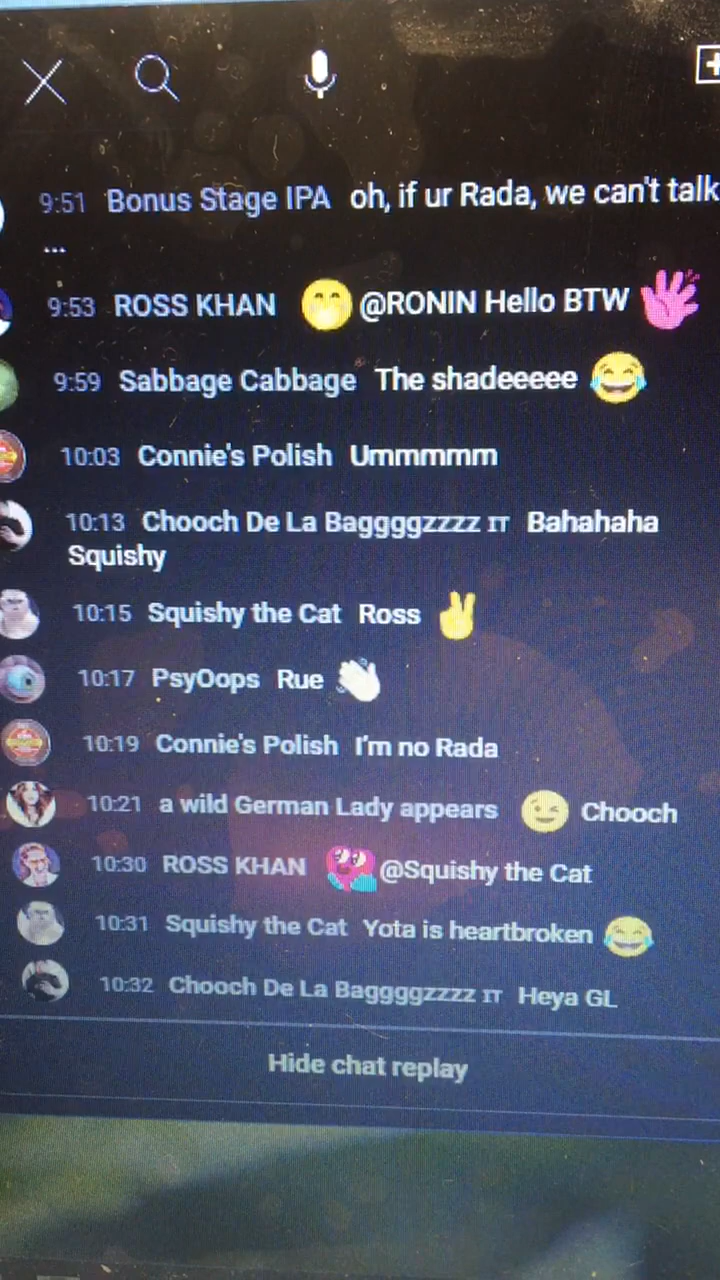 9:51 Bonus Stage IPA oh, if ur Rada, we can't talk
...
9:53 ROSS KHAN 🤭 @RONIN Hello BTW 👋
9:59 Sabbage Cabbage The shadeeeee 😂
10:03 Connie's Polish Ummmmm
10:13 Chooch De La Baggggzzzz IT Bahahaha
Squishy
10:15 Squishy the Cat Ross ✌️
10:17 PsyOops Rue 👋
10:19 Connie's Polish I'm no Rada
10:21 a wild German Lady appears 😉 Chooch
10:30 ROSS KHAN @Squishy the Cat
10:31 Squishy the Cat Yota is heartbroken 😂
10:32 Chooch De La Baggggzzzz IT Heya GL
Hide chat replay